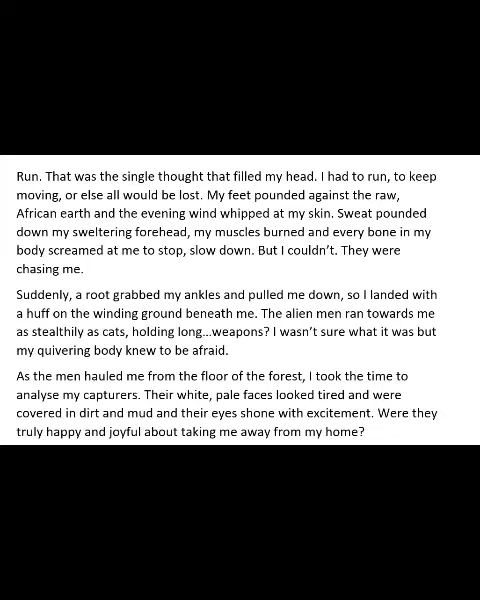 Run. That was the single thought that filled my head. I had to run, to keep
moving, or else all would be lost. My feet pounded against the raw,
African earth and the evening wind whipped at my skin. Sweat pounded
down my sweltering forehead, my muscles burned and every bone in my
body screamed at me to stop, slow down. But I couldn’t. They were
chasing me.
Suddenly, a root grabbed my ankles and pulled me down, so I landed with
a huff on the winding ground beneath me. The alien men ran towards me
as stealthily as cats, holding long…weapons? I wasn’t sure what it was but
my quivering body knew to be afraid.
As the men hauled me from the floor of the forest, I took the time to
analyse my capturers. Their white, pale faces looked tired and were
covered in dirt and mud and their eyes shone with excitement. Were they
truly happy and joyful about taking me away from my home?